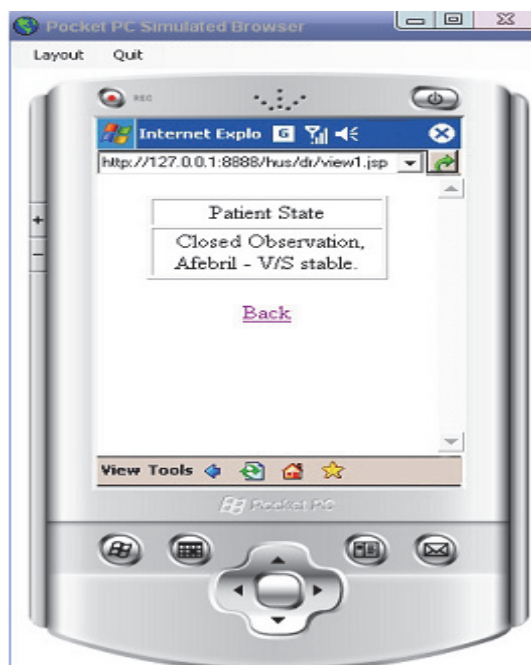 Pocket PC Simulated Browser
Layout Quit
REC
Internet Explo G
http://127.0.0.1:8888/hus/dr/view1.jsp
+
Patient State
Closed Observation,
Afebril - V/S stable.
−
Back
View Tools
Pocket PC